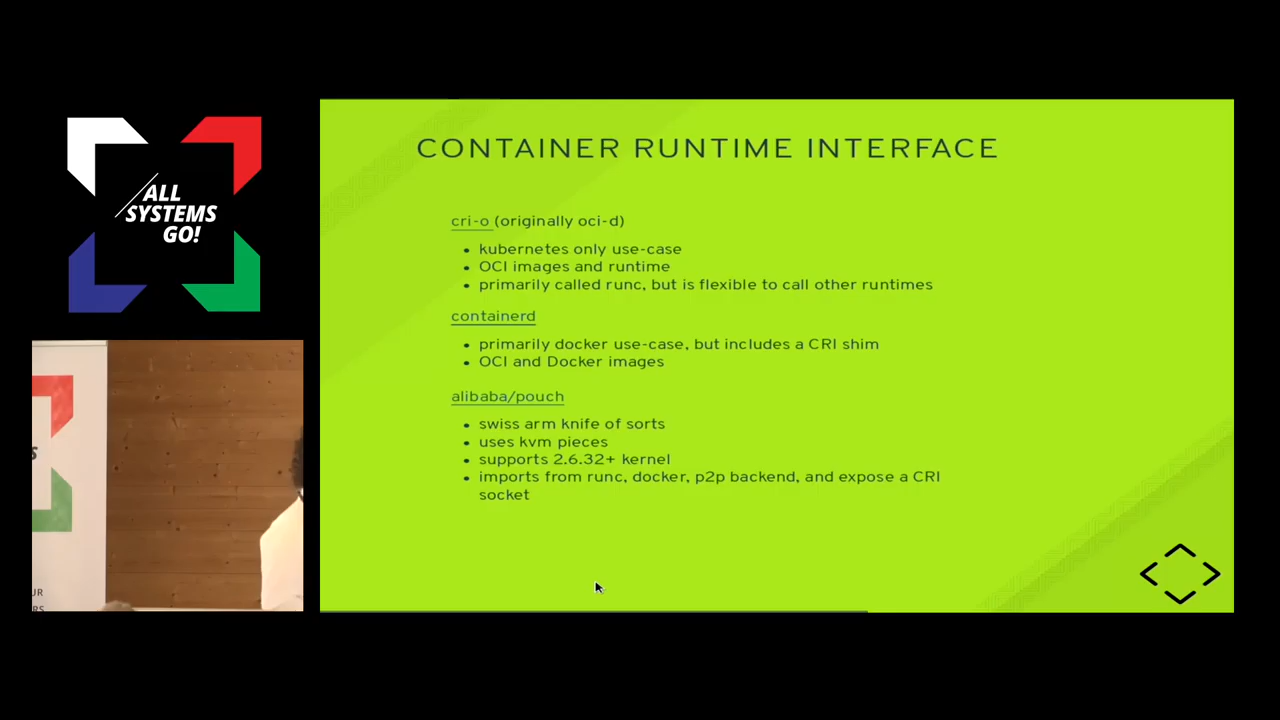 ALL
SYSTEMS
GO!
CONTAINER RUNTIME INTERFACE
cri-o (originally oci-d)
kubernetes only use-case
OCI images and runtime
primarily called runc, but is flexible to call other runtimes
containerd
primarily docker use-case, but includes a CRI shim
OCI and Docker images
alibaba/pouch
swiss arm knife of sorts
uses kvm pieces
supports 2.6.32+ kernel
imports from runc, docker, p2p backend, and expose a CRI
socket